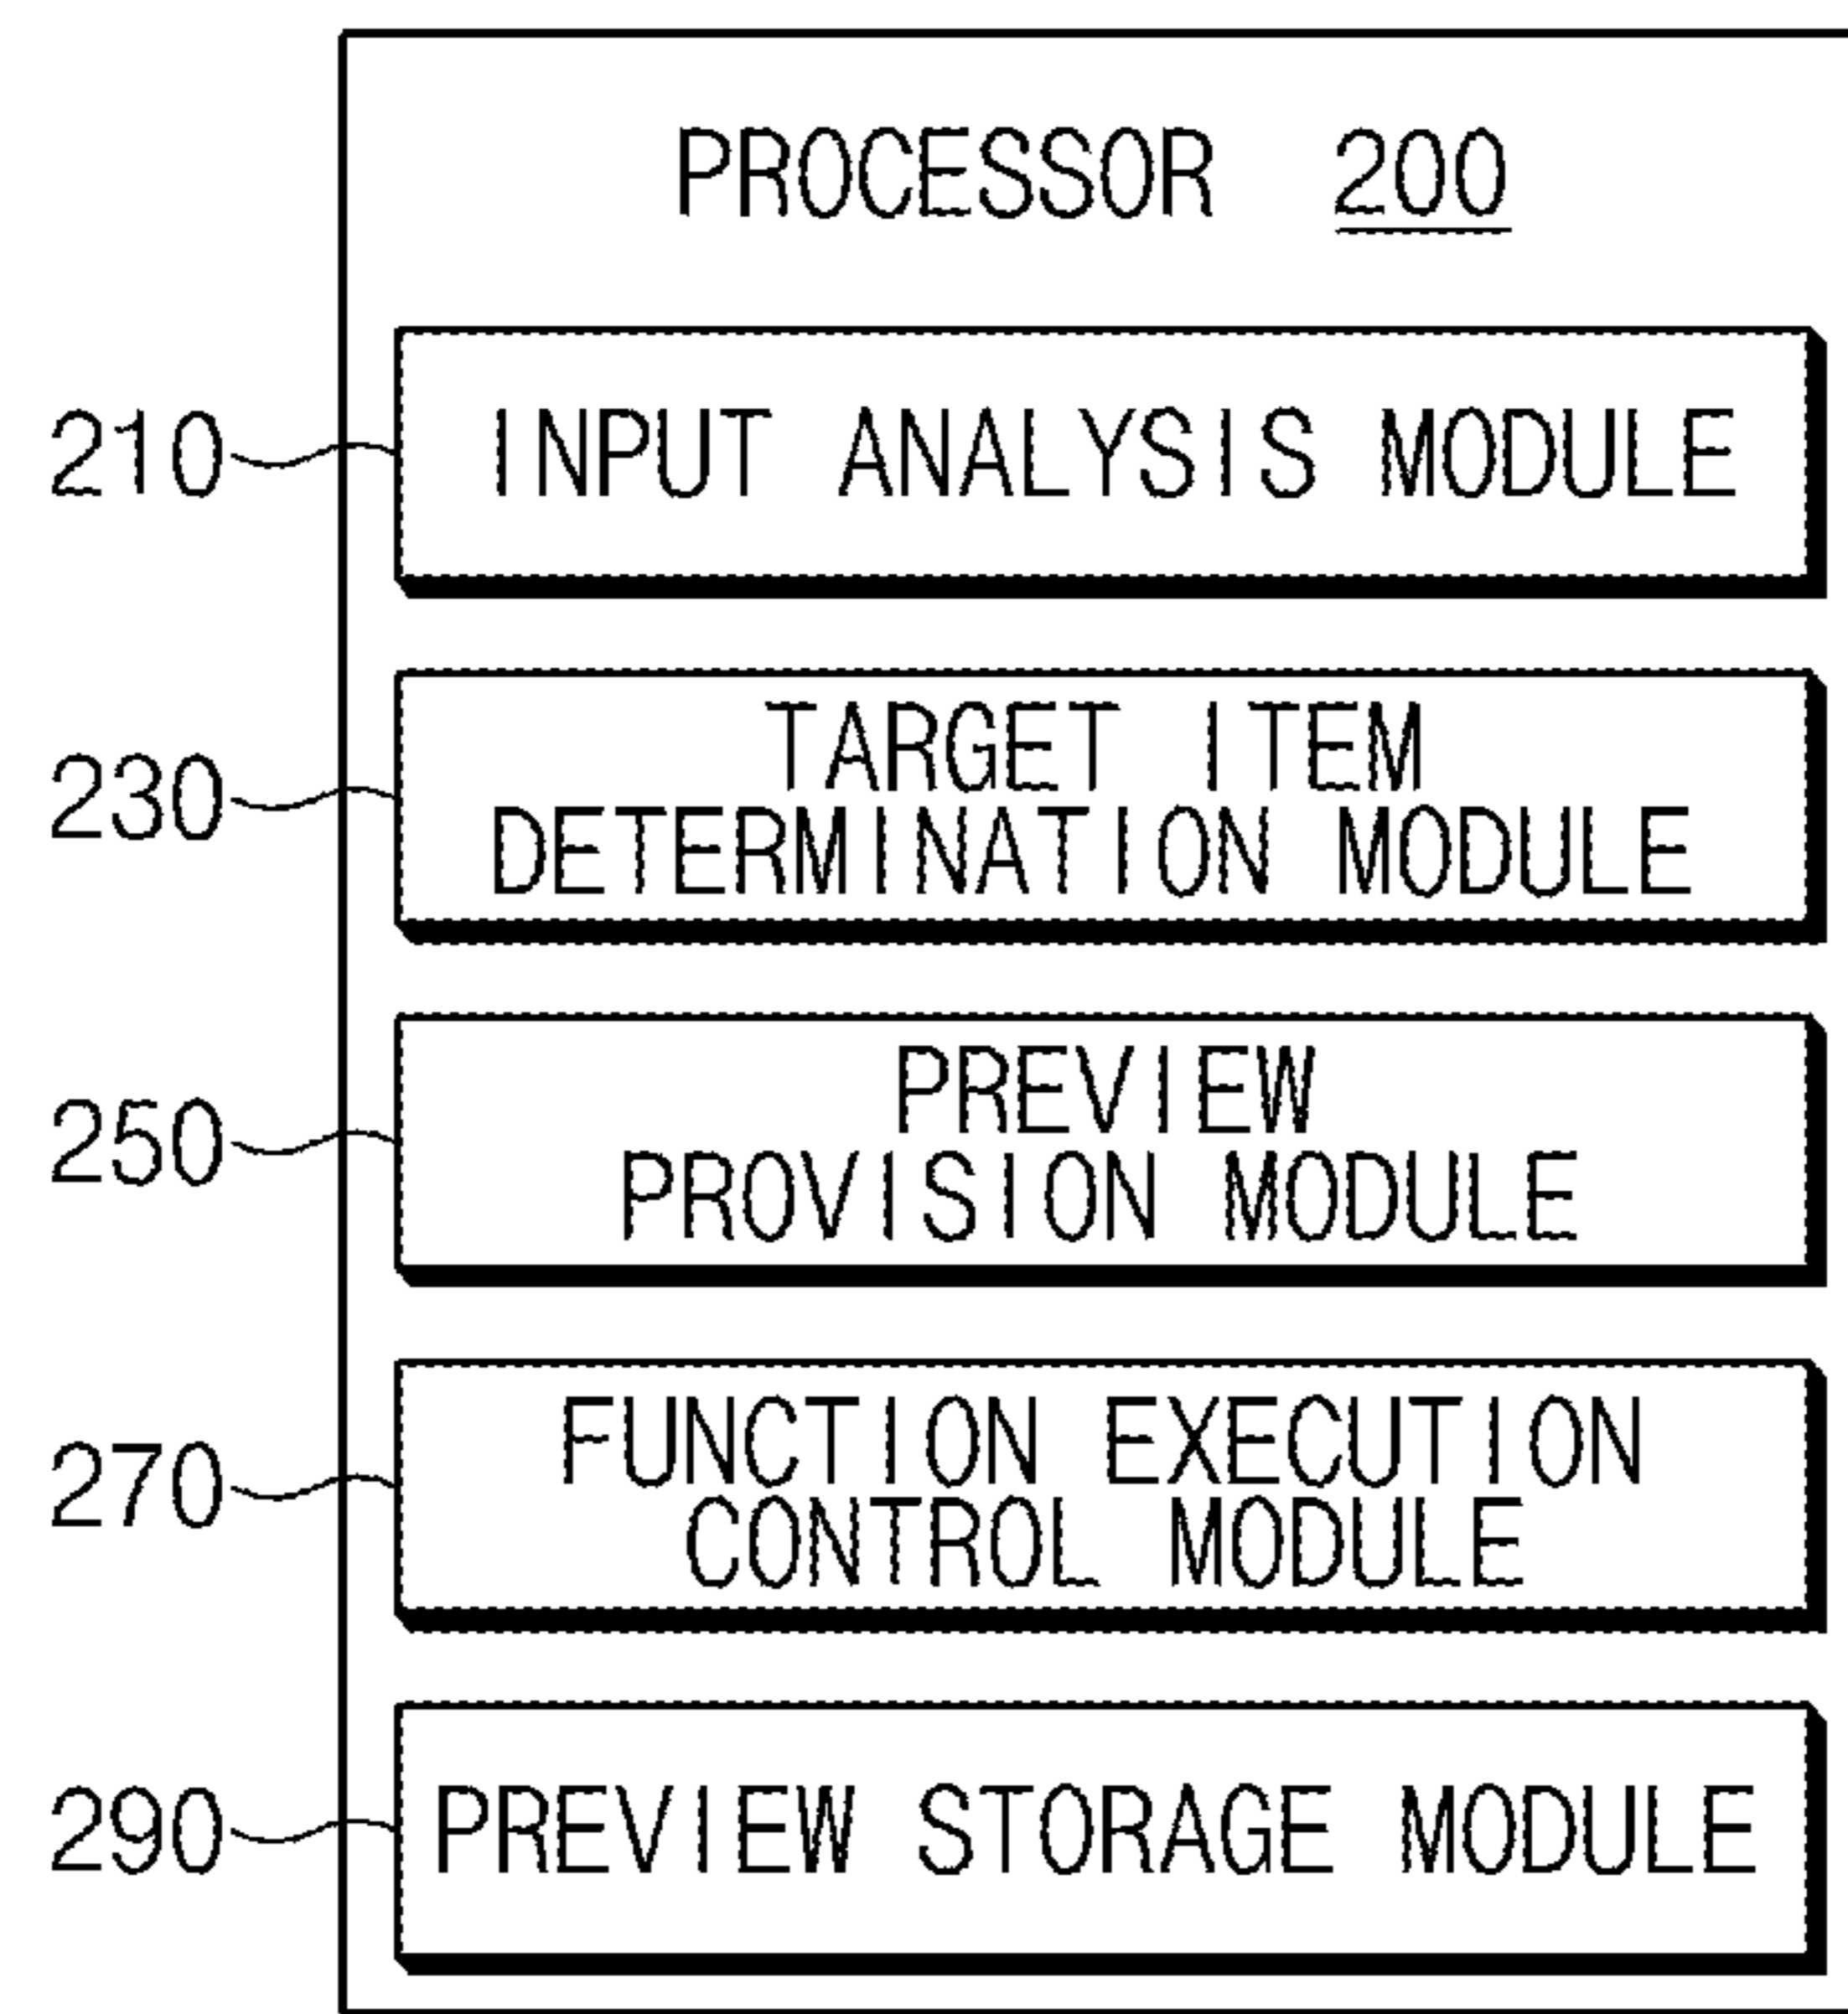 PROCESSOR 200
210 INPUT ANALYSIS MODULE
TARGET ITEM
230 DETERMINATION MODULE
PREVIEW
250 PROVISION MODULE
FUNCTION EXECUTION
270 CONTROL MODULE
290 PREVIEW STORAGE MODULE